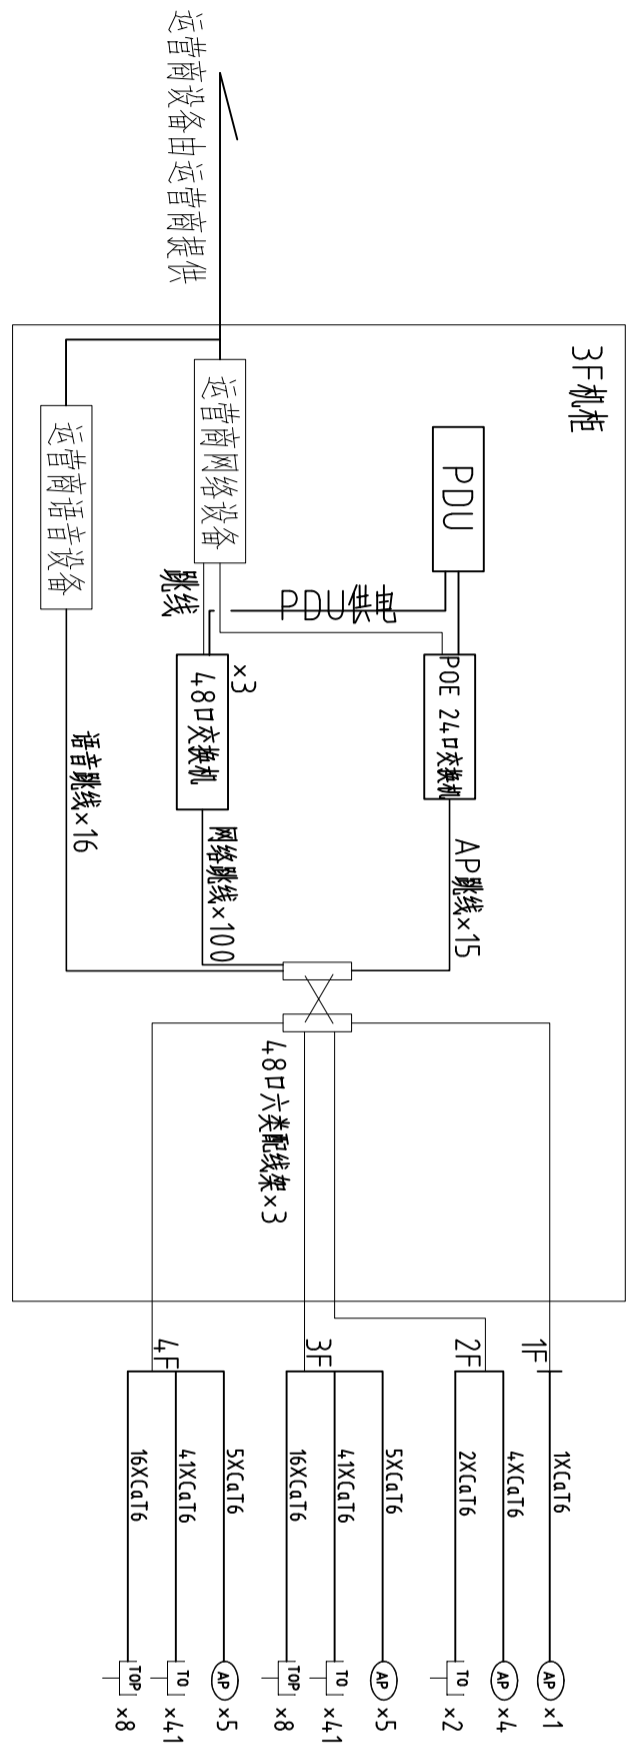 运营商设备由运营商提供
3F机柜
PDU
运营商网络设备
运营商语音设备
跳线
PDU供电
×3
48口交换机
POE 24口交换机
语音跳线×16
网络跳线×100
AP跳线×15
48口六类配线架×3
1F
1XCaT6
AP
×1
2F
4XCaT6
AP
×4
2XCaT6
TO
×2
3F
5XCaT6
AP
×5
41XCaT6
TO
×41
16XCaT6
TOP
×8
4F
5XCaT6
AP
×5
41XCaT6
TO
×41
16XCaT6
TOP
×8